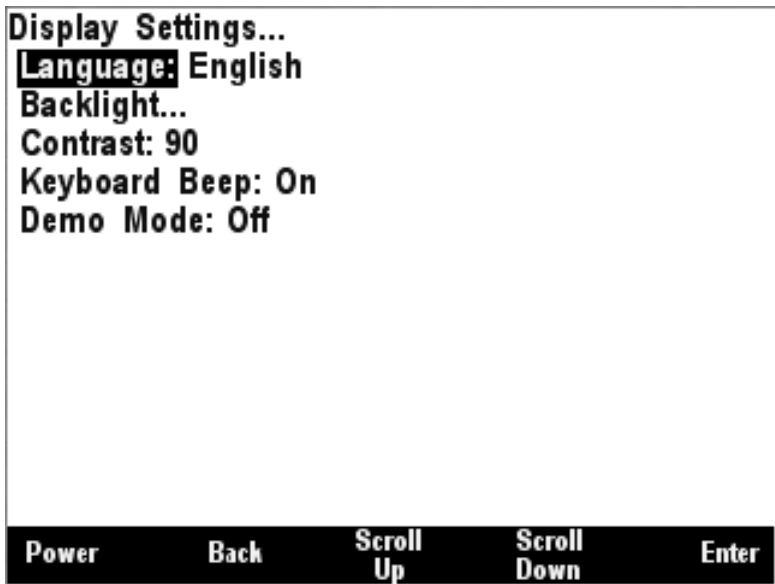 Display Settings...
Language: English
Backlight...
Contrast: 90
Keyboard Beep: On
Demo Mode: Off
Power Back Scroll Up Scroll Down Enter